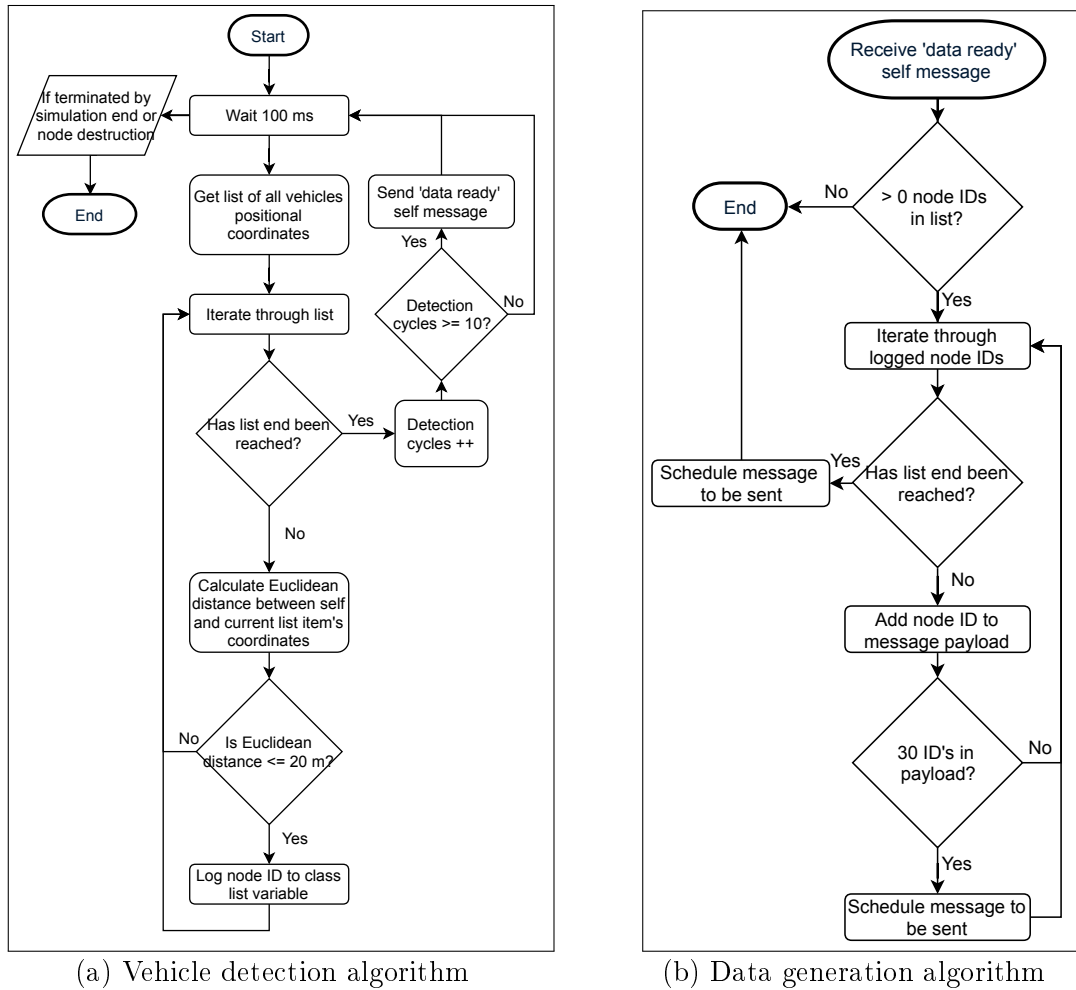 Start
If terminated by
simulation end or
node destruction
Wait 100 ms
End
Get list of all vehicles
positional
coordinates
Send 'data ready'
self message
Yes
Iterate through list
Detection
cycles >= 10?
No
Has list end been
reached?
Yes
Detection
cycles ++
No
Calculate Euclidean
distance between self
and current list item's
coordinates
No
Is Euclidean
distance <= 20 m?
Yes
Log node ID to class
list variable
(a) Vehicle detection algorithm
Receive 'data ready'
self message
No
End
> 0 node IDs
in list?
Yes
Iterate through
logged node IDs
Yes
Schedule message
to be sent
Has list end been
reached?
No
Add node ID to
message payload
30 ID's in
payload?
No
Yes
Schedule message to
be sent
(b) Data generation algorithm